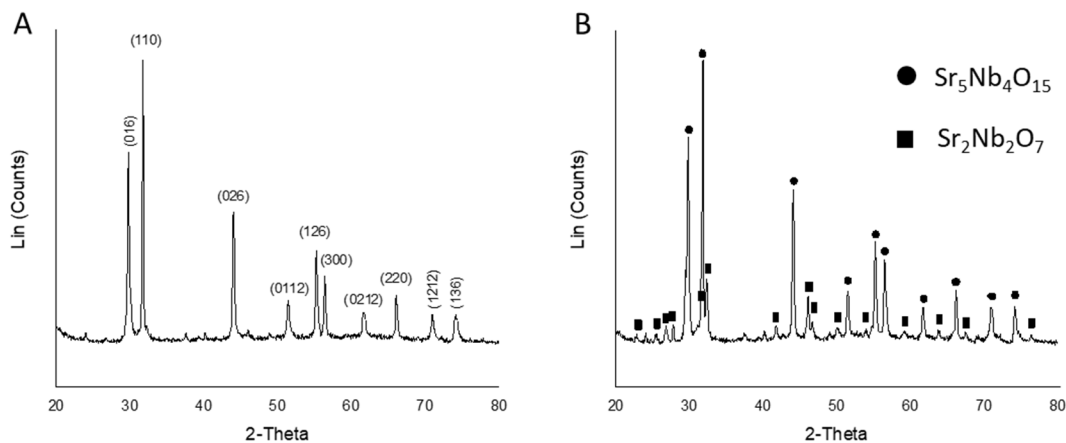 A
(110)
(016)
(026)
(126)
(300)
(0112)
(0212)
(220)
(1212)
(136)
Lin (Counts)
20 30 40 50 60 70 80
2-Theta
B
Sr5Nb4O15
Sr2Nb2O7
Lin (Counts)
20 30 40 50 60 70 80
2-Theta